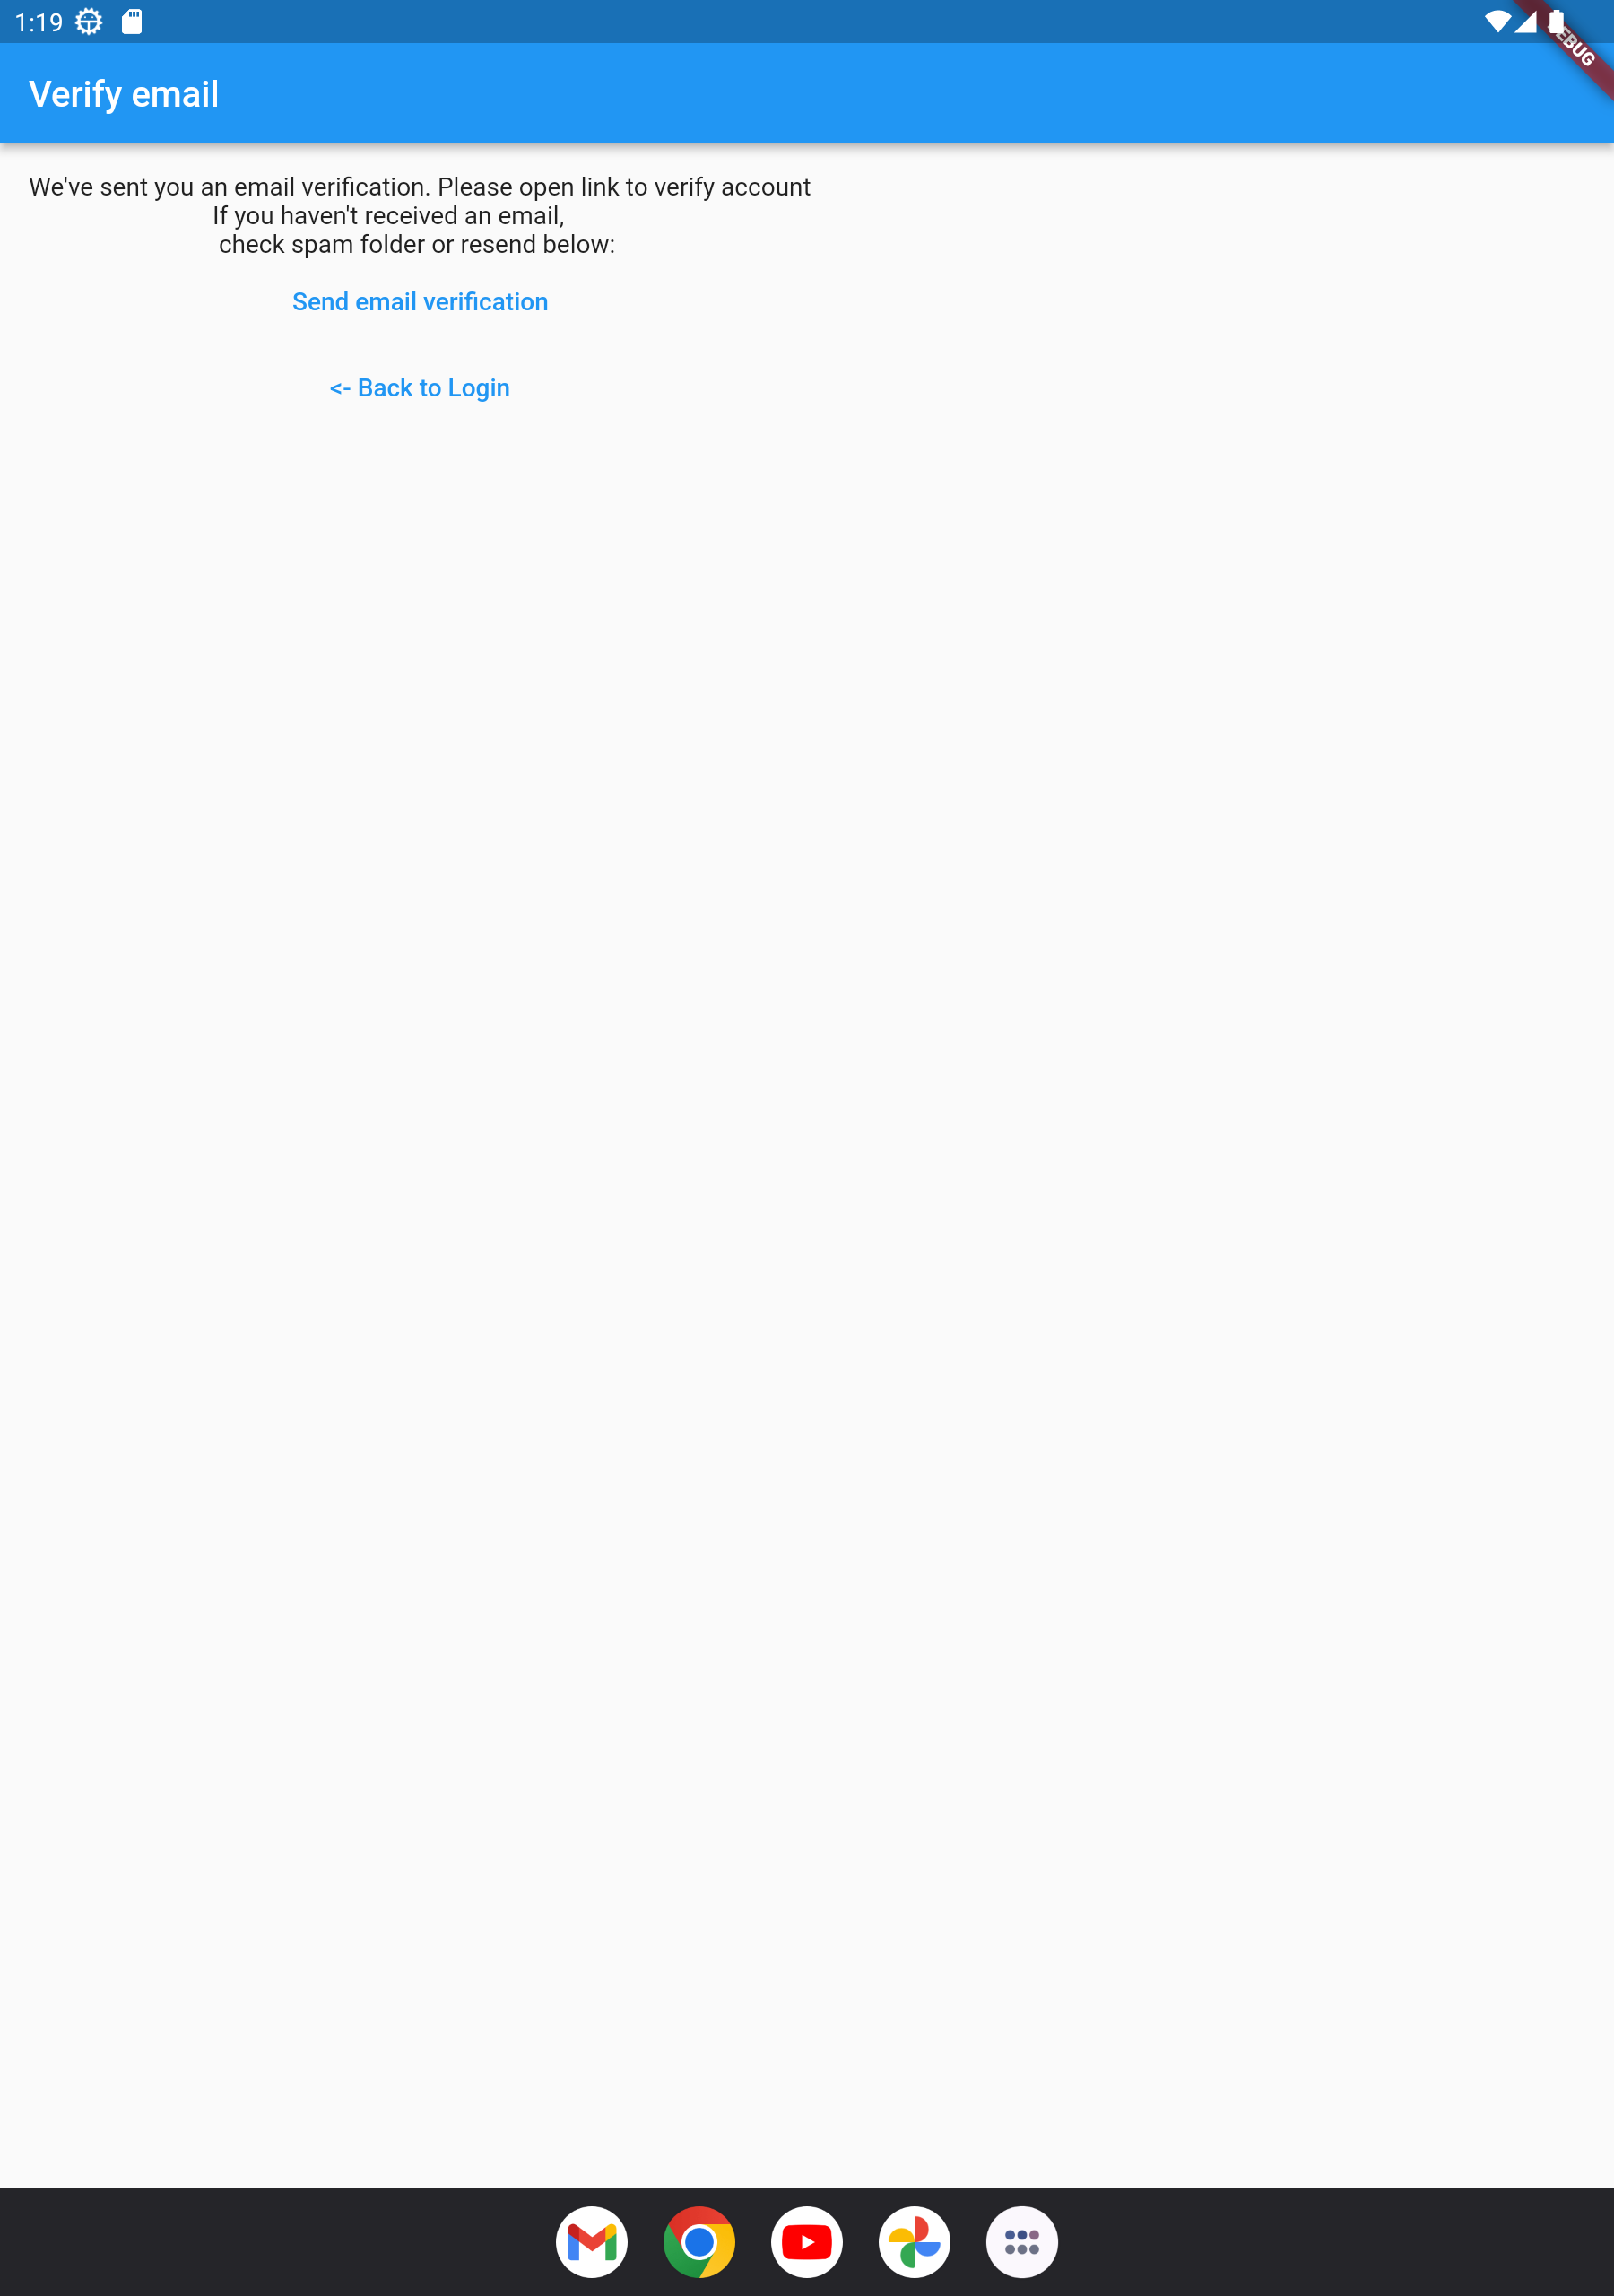 1:19
DEBUG
Verify email
We've sent you an email verification. Please open link to verify account
If you haven't received an email,
check spam folder or resend below:
Send email verification
<- Back to Login